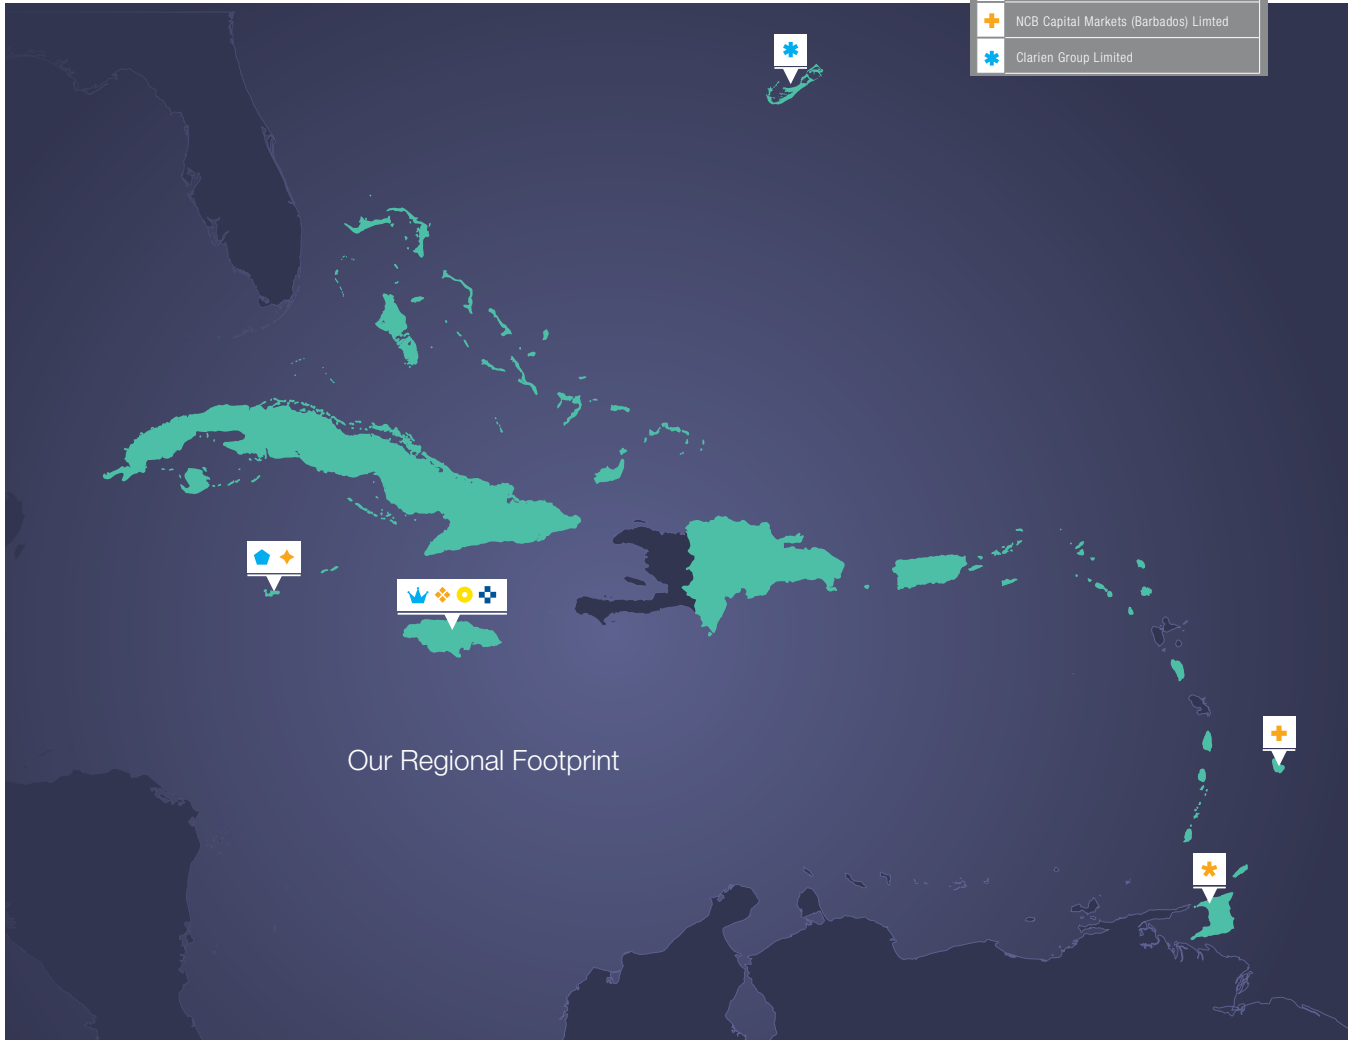 NCB Capital Markets (Barbados) Limted
Clarien Group Limited
Our Regional Footprint